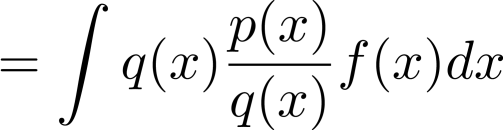 = ∫ q(x) p(x)/q(x) f(x)dx